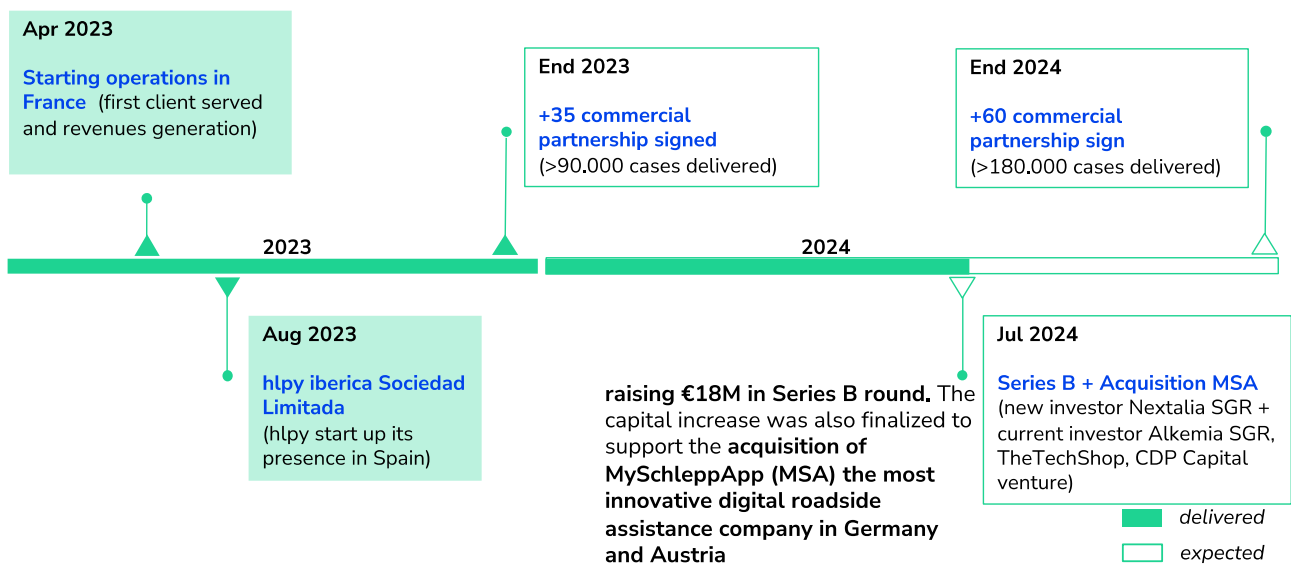 Apr 2023
Starting operations in
France (first client served
and revenues generation)
End 2023
+35 commercial
partnership signed
(>90.000 cases delivered)
End 2024
+60 commercial
partnership sign
(>180.000 cases delivered)
2023
2024
Aug 2023
hlpy iberica Sociedad
Limitada
(hlpy start up its
presence in Spain)
raising €18M in Series B round. The
capital increase was also finalized to
support the acquisition of
MySchleppApp (MSA) the most
innovative digital roadside
assistance company in Germany
and Austria
Jul 2024
Series B + Acquisition MSA
(new investor Nextalia SGR +
current investor Alkemia SGR,
TheTechShop, CDP Capital
venture)
delivered
expected